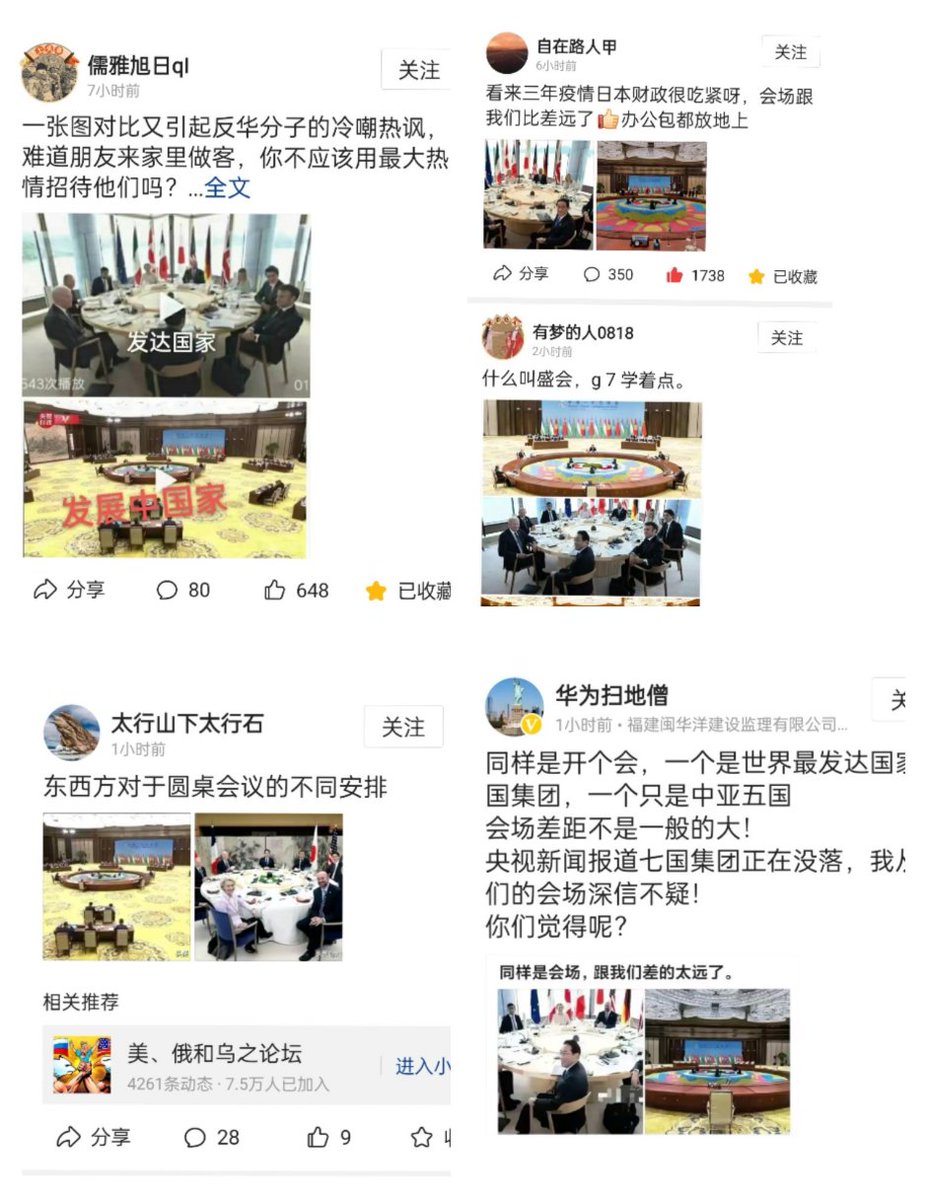 儒雅旭日ql
关注
7小时前
一张图对比又引起反华分子的冷嘲热讽，
难道朋友来家里做客，你不应该用最大热
情招待他们吗？...全文
发达国家
543次播放
01
发展中国家
分享
80
648
已收藏
自在路人甲
关注
6小时前
看来三年疫情日本财政很吃紧呀，会场跟
我们比差远了👍办公包都放地上
分享
350
1738
已收藏
有梦的人0818
关注
2小时前
什么叫盛会，g７学着点。
太行山下太行石
关注
1小时前
东西方对于圆桌会议的不同安排
相关推荐
美、俄和乌之论坛
进入小
4261条动态 · 7.5万人已加入
分享
28
9
华为扫地僧
关
1小时前 · 福建闽华洋建设监理有限公司...
同样是开个会，一个是世界最发达国家
国集团，一个只是中亚五国
会场差距不是一般的大！
央视新闻报道七国集团正在没落，我从
们的会场深信不疑！
你们觉得呢？
同样是会场，跟我们差的太远了。